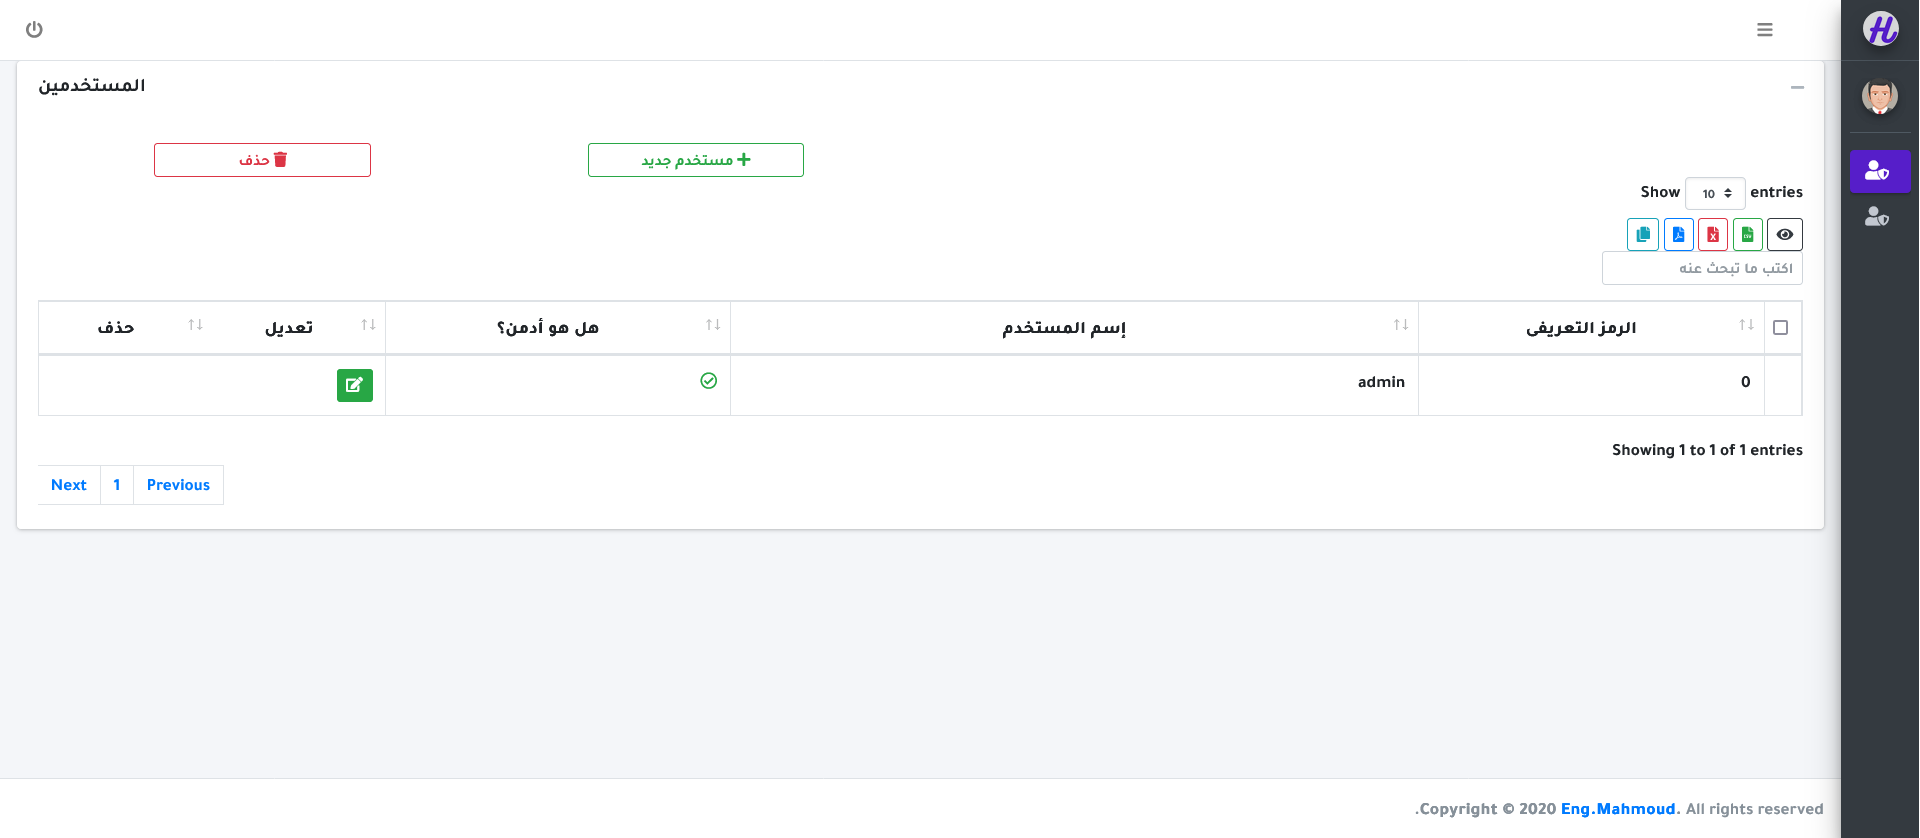 المستخدمين
مستخدم جديد
حذف
Show 10 entries
اكتب ما تبحث عنه
الرمز التعريفى
إسم المستخدم
هل هو أدمن؟
تعديل
حذف
0
admin
Showing 1 to 1 of 1 entries
Previous
1
Next
Copyright © 2020 Eng.Mahmoud. All rights reserved.